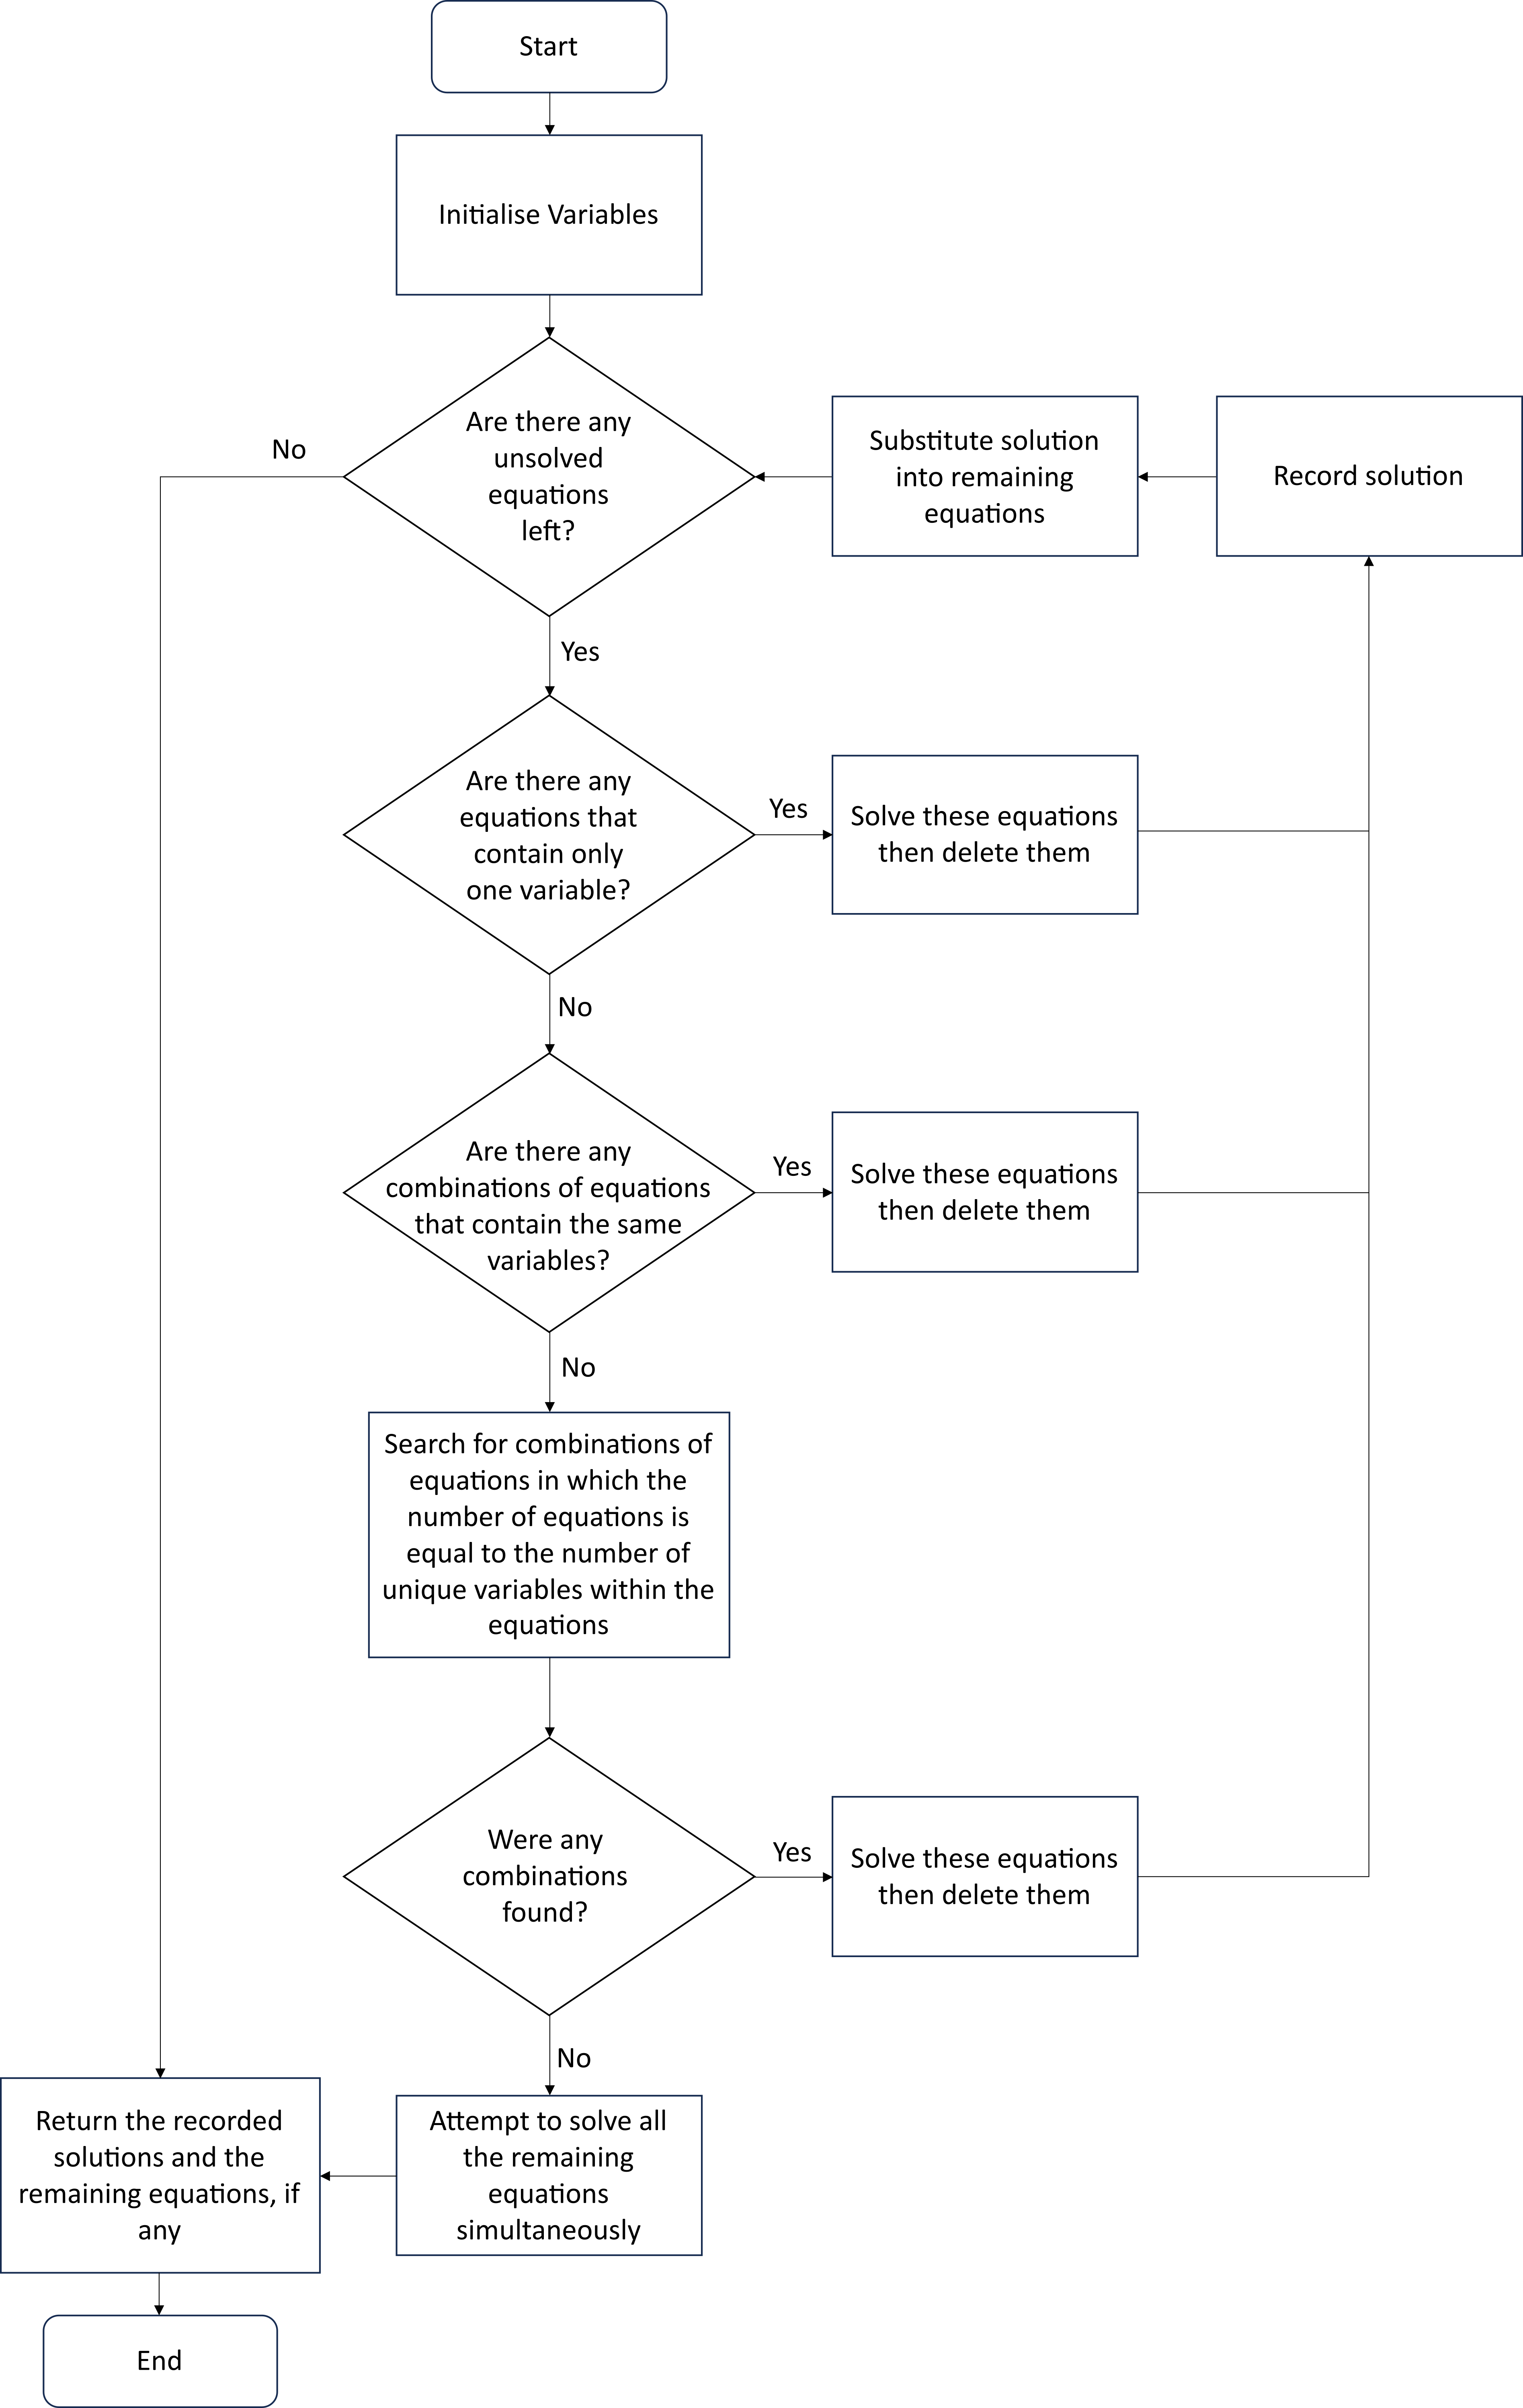 Start
Initialise Variables
Are there any
unsolved
equations
left?
No
Substitute solution
into remaining
equations
Record solution
Yes
Are there any
equations that
contain only
one variable?
Yes
Solve these equations
then delete them
No
Are there any
combinations of equations
that contain the same
variables?
Yes
Solve these equations
then delete them
No
Search for combinations of
equations in which the
number of equations is
equal to the number of
unique variables within the
equations
Were any
combinations
found?
Yes
Solve these equations
then delete them
No
Attempt to solve all
the remaining
equations
simultaneously
Return the recorded
solutions and the
remaining equations, if
any
End